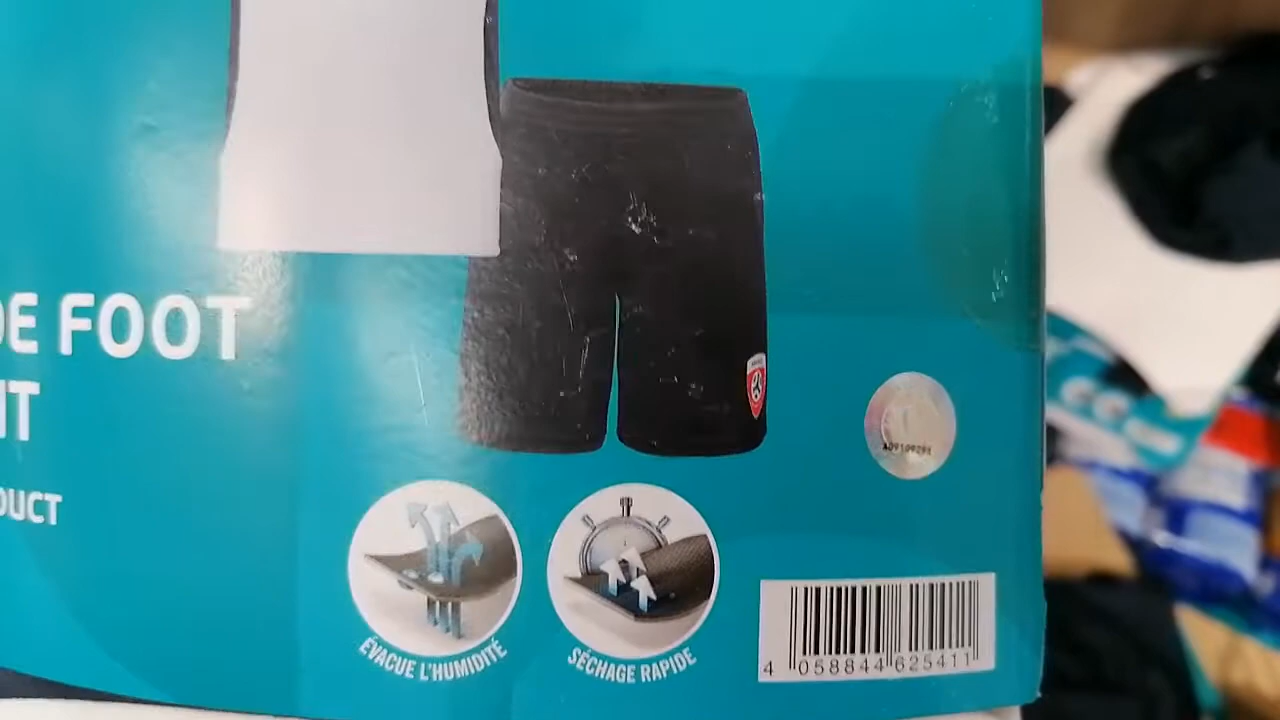 DE FOOT
IT
DUCT
ÉVACUE L'HUMIDITÉ
SÉCHAGE RAPIDE
4 058844 625411